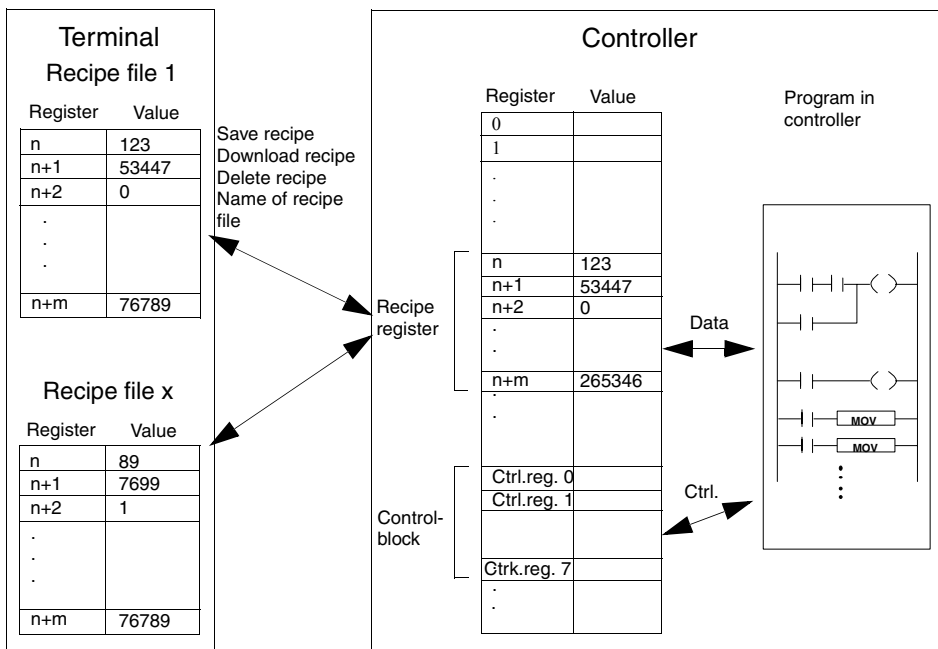 Terminal
Recipe file 1
Register Value
n 123
n+1 53447
n+2 0
.
.
.
n+m 76789
Recipe file x
Register Value
n 89
n+1 7699
n+2 1
.
.
.
n+m 76789
Save recipe
Download recipe
Delete recipe
Name of recipe
file
Controller
Register Value
0
1
.
.
.
Recipe
register
n 123
n+1 53447
n+2 0
.
.
n+m 265346
.
.
Control-
block
Ctrl.reg. 0
Ctrl.reg. 1
Ctrk.reg. 7
.
.
Data
Ctrl.
Program in
controller
MOV
MOV